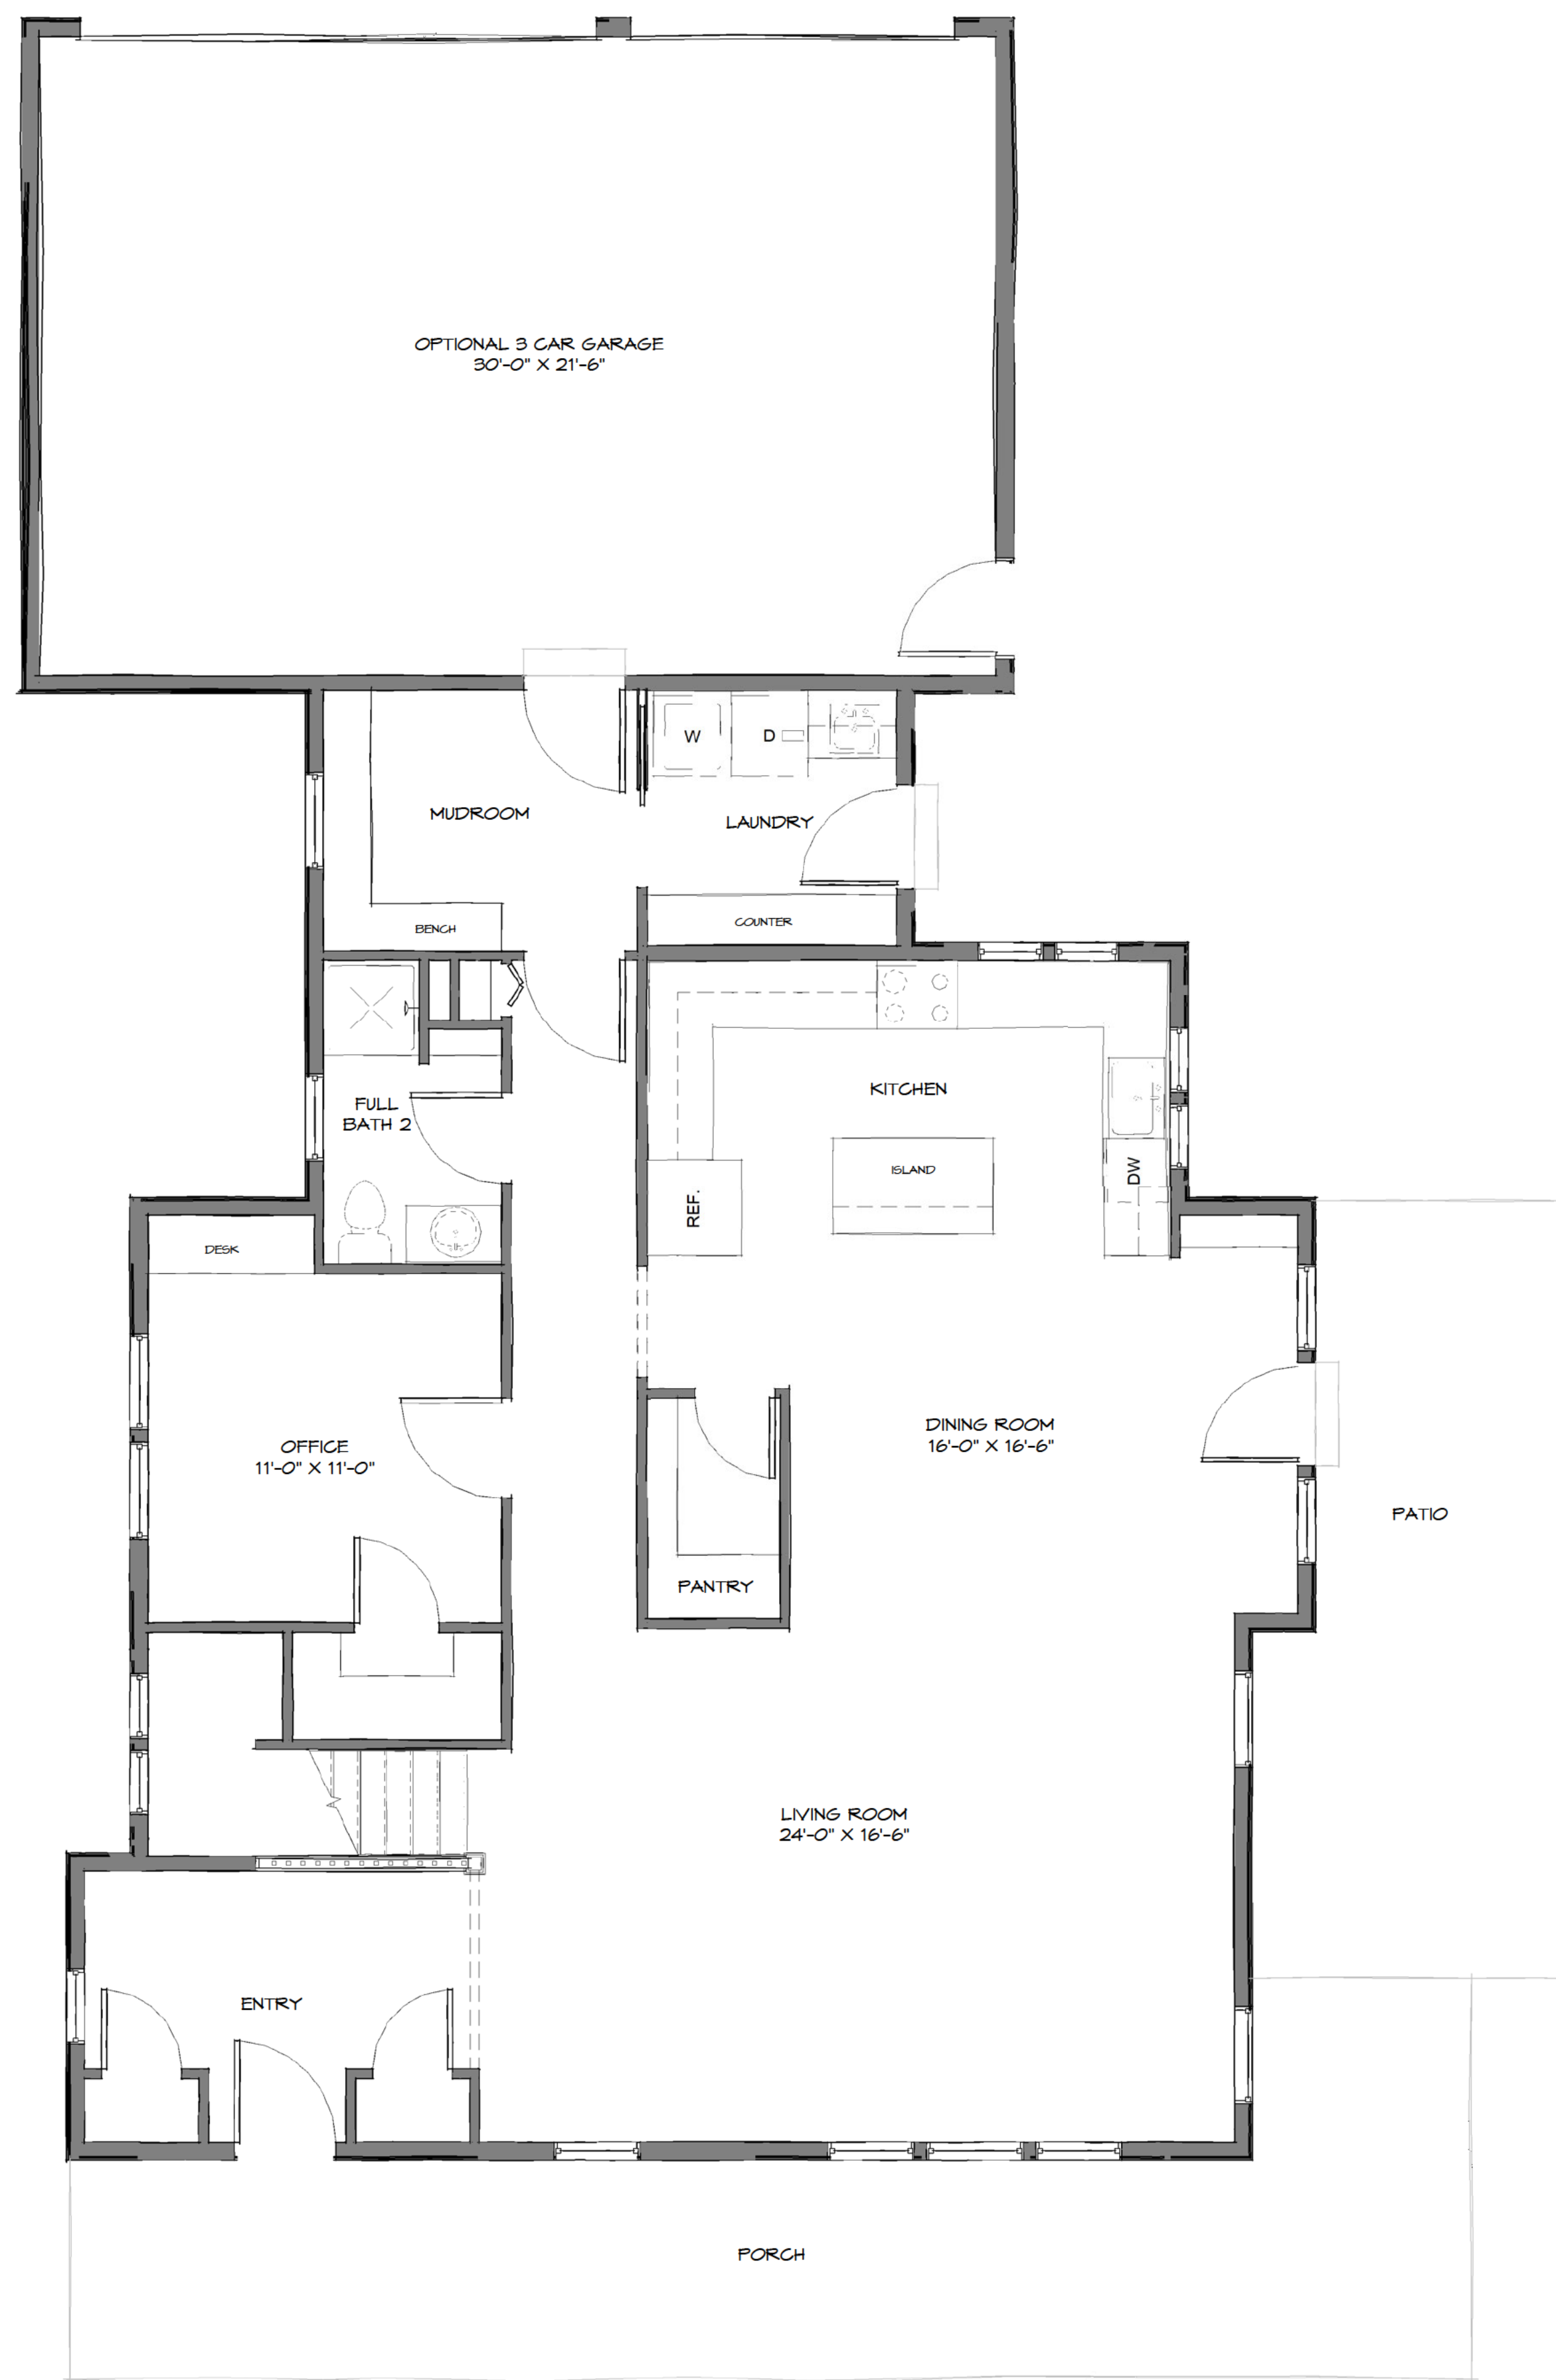 OPTIONAL 3 CAR GARAGE
30'-0" X 21'-6"
W
D
MUDROOM
LAUNDRY
BENCH
COUNTER
KITCHEN
FULL
BATH 2
ISLAND
DW
REF.
DESK
DINING ROOM
16'-0" X 16'-6"
OFFICE
11'-0" X 11'-0"
PATIO
PANTRY
LIVING ROOM
24'-0" X 16'-6"
ENTRY
PORCH